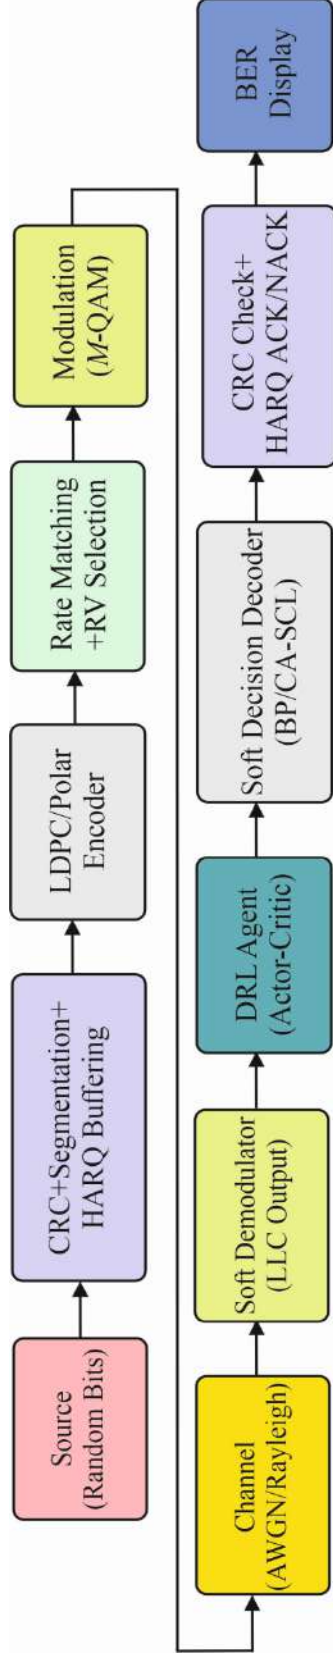 Source
(Random Bits)
CRC+Segmentation+
HARQ Buffering
LDPC/Polar
Encoder
Rate Matching
+RV Selection
Modulation
(M-QAM)
Channel
(AWGN/Rayleigh)
Soft Demodulator
(LLC Output)
DRL Agent
(Actor-Critic)
Soft Decision Decoder
(BP/CA-SCL)
CRC Check+
HARQ ACK/NACK
BER
Display